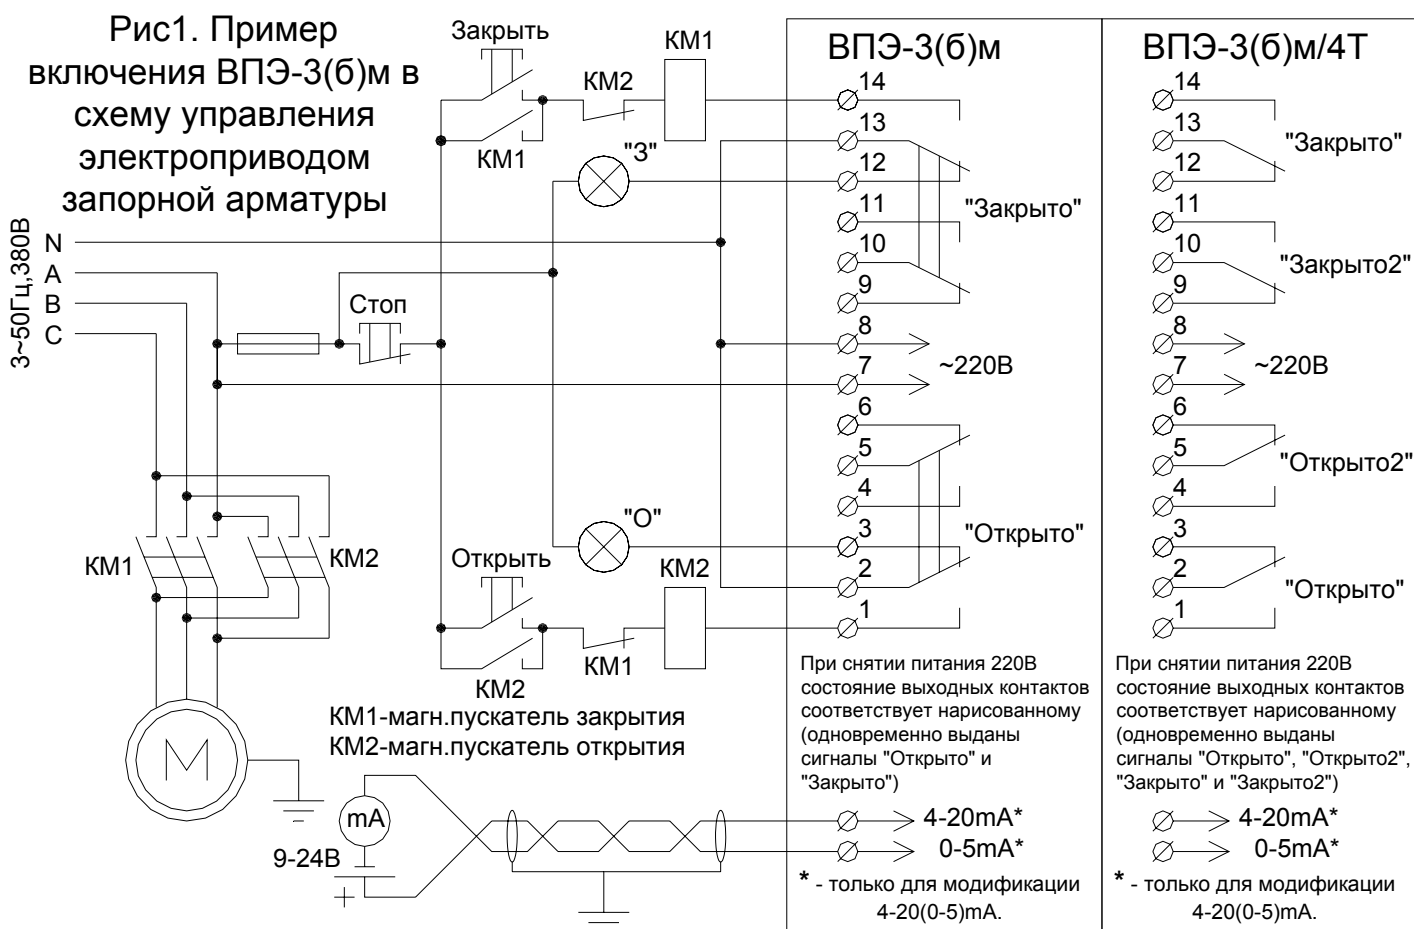 Рис1. Пример
включения ВПЭ-3(б)м в
схему управления
электроприводом
запорной арматуры
3~50Гц,380В
N
A
B
C
Закрыть
КМ1
КМ2
КМ1
"З"
Стоп
КМ1
КМ2
"О"
Открыть
КМ2
КМ1
КМ2
КМ1-магн.пускатель закрытия
КМ2-магн.пускатель открытия
М
mA
9-24В
+
ВПЭ-3(б)м
14
13
12
11
"Закрыто"
10
9
8
7
~220В
6
5
4
3
"Открыто"
2
1
При снятии питания 220В
состояние выходных контактов
соответствует нарисованному
(одновременно выданы
сигналы "Открыто" и
"Закрыто")
4-20mA*
0-5mA*
* - только для модификации
4-20(0-5)mA.
ВПЭ-3(б)м/4Т
14
13
"Закрыто"
12
11
10
"Закрыто2"
9
8
7
~220В
6
5
"Открыто2"
4
3
2
"Открыто"
1
При снятии питания 220В
состояние выходных контактов
соответствует нарисованному
(одновременно выданы
сигналы "Открыто", "Открыто2",
"Закрыто" и "Закрыто2")
4-20mA*
0-5mA*
* - только для модификации
4-20(0-5)mA.